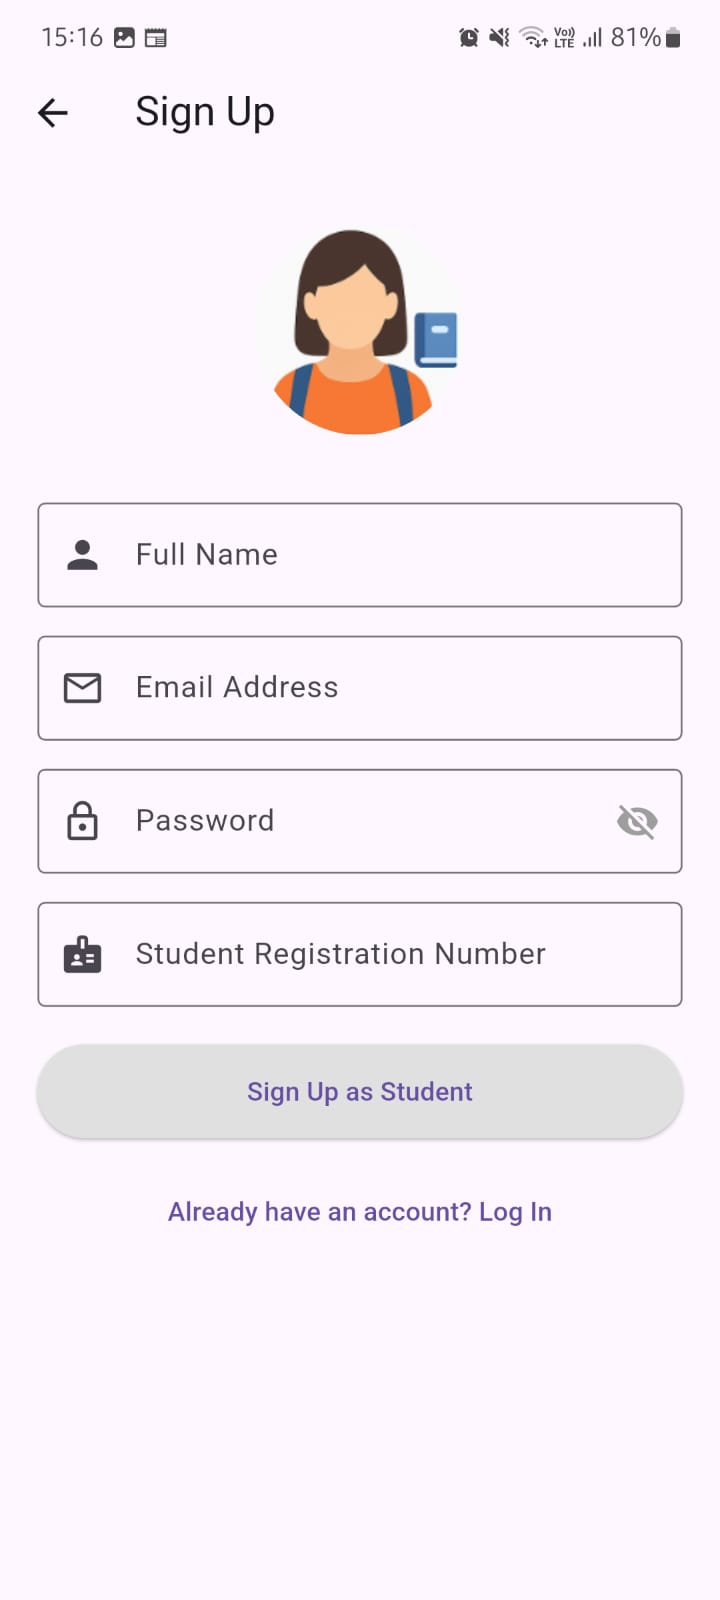 15:16 Vo)) LTE 81%
Sign Up
Full Name
Email Address
Password
Student Registration Number
Sign Up as Student
Already have an account? Log In